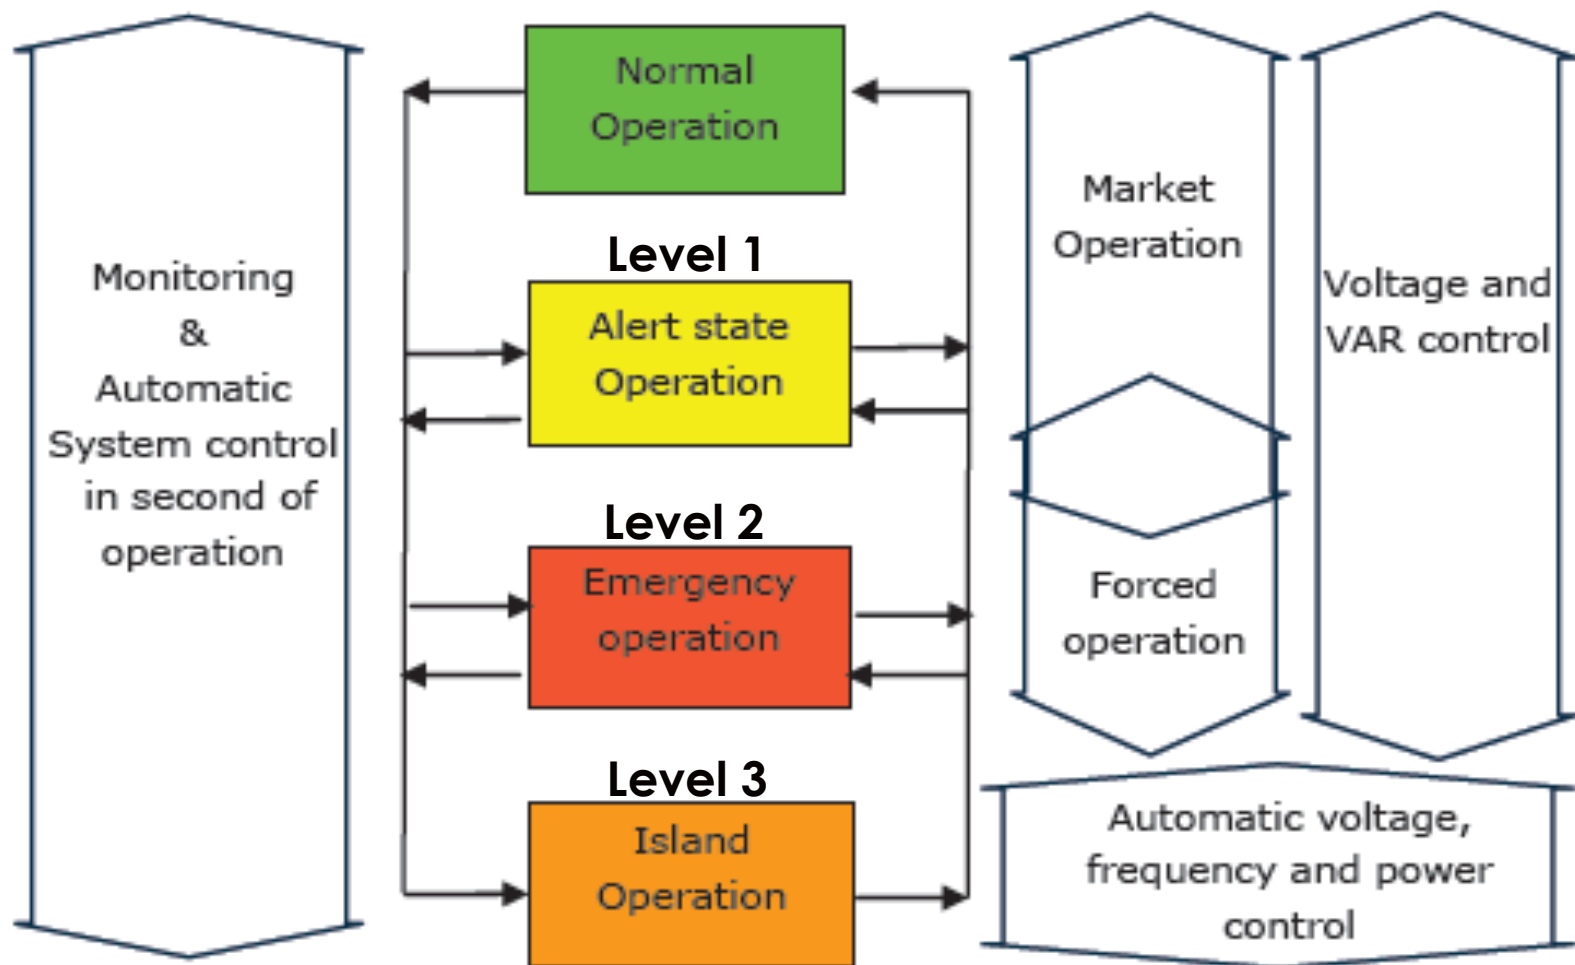 Normal
Operation
Level 1
Alert state
Operation
Level 2
Emergency
operation
Level 3
Island
Operation
Monitoring
&
Automatic
System control
in second of
operation
Market
Operation
Forced
operation
Voltage and
VAR control
Automatic voltage,
frequency and power
control